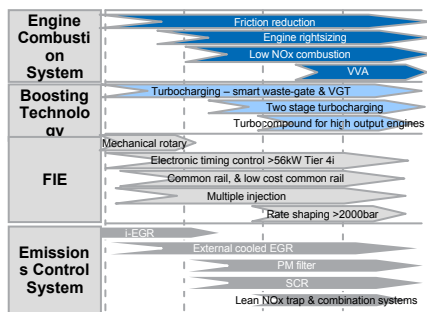 Engine
Combusti
on
System
Friction reduction
Engine rightsizing
Low NOx combustion
VVA
Boosting
Technolo
gy
Turbocharging – smart waste-gate & VGT
Two stage turbocharging
Turbocompound for high output engines
FIE
Mechanical rotary
Electronic timing control >56kW Tier 4i
Common rail, & low cost common rail
Multiple injection
Rate shaping >2000bar
Emission
s Control
System
i-EGR
External cooled EGR
PM filter
SCR
Lean NOx trap & combination systems